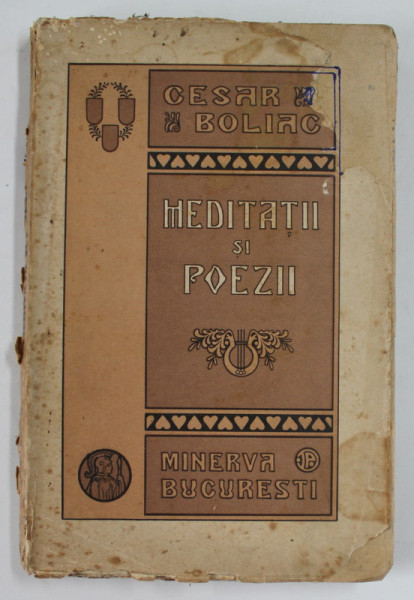 CESAR
BOLIAC
MEDITAȚII
ȘI
POEZII
MINERVA
BUCUREȘTI